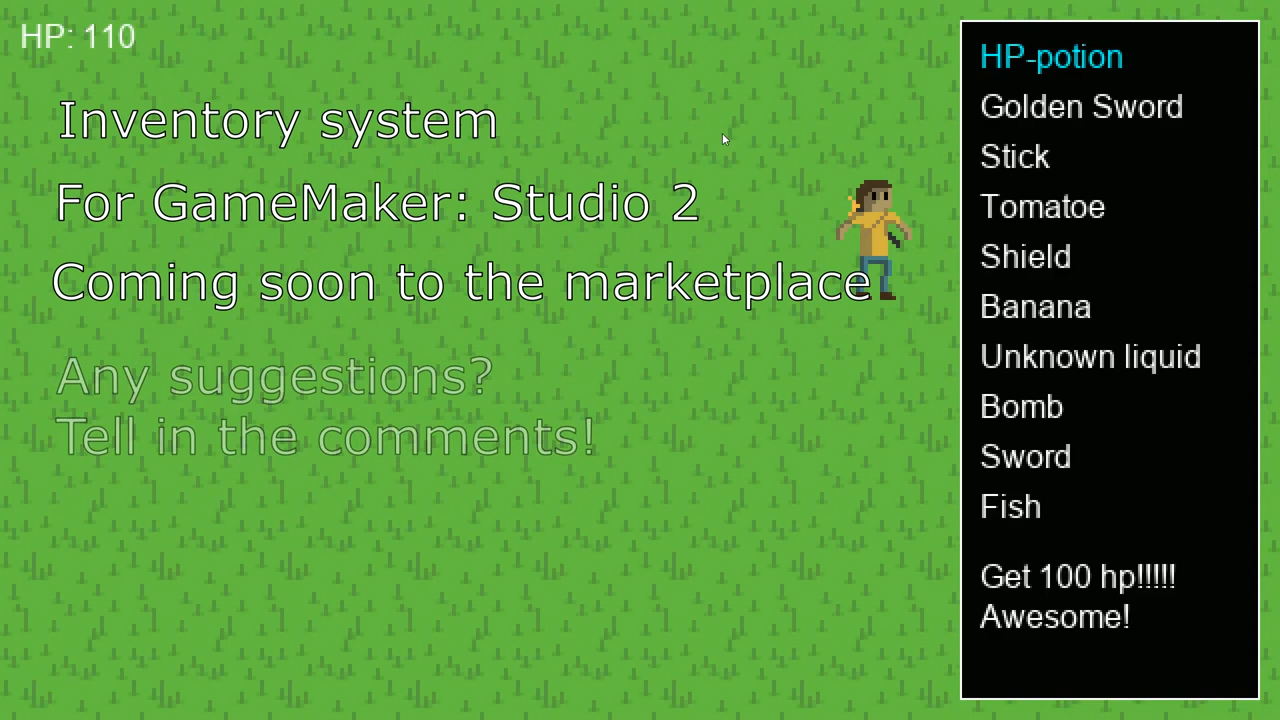 HP: 110
Inventory system
For GameMaker: Studio 2
Coming soon to the marketplace
Any suggestions?
Tell in the comments!
HP-potion
Golden Sword
Stick
Tomatoe
Shield
Banana
Unknown liquid
Bomb
Sword
Fish
Get 100 hp!!!!!
Awesome!